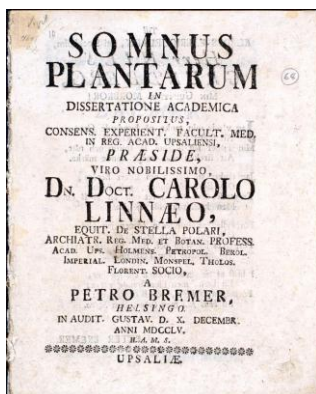 SOMNUS
PLANTARUM
IN
DISSERTATIONE ACADEMICA
PROPOSITUS,
CONSENS. EXPERIENT. FACULT. MED.
IN REG. ACAD. UPSALIENSI,
PRÆSIDE,
VIRO NOBILISSIMO,
DN. DOCT. CAROLO
LINNÆO,
EQUIT. DE STELLA POLARI,
ARCHIATR. REG. MED. ET BOTAN. PROFESS.
ACAD. UPS. HOLMENS. PETROPOL. BEROL.
IMPERIAL. LONDIN. MONSPEL. THOLOS.
FLORENT. SOCIO,
A
PETRO BREMER,
HELSINGO.
IN AUDIT. GUSTAV. D. X. DECEMBR.
ANNI MDCCLV.
H. A. M. S.
UPSALIÆ